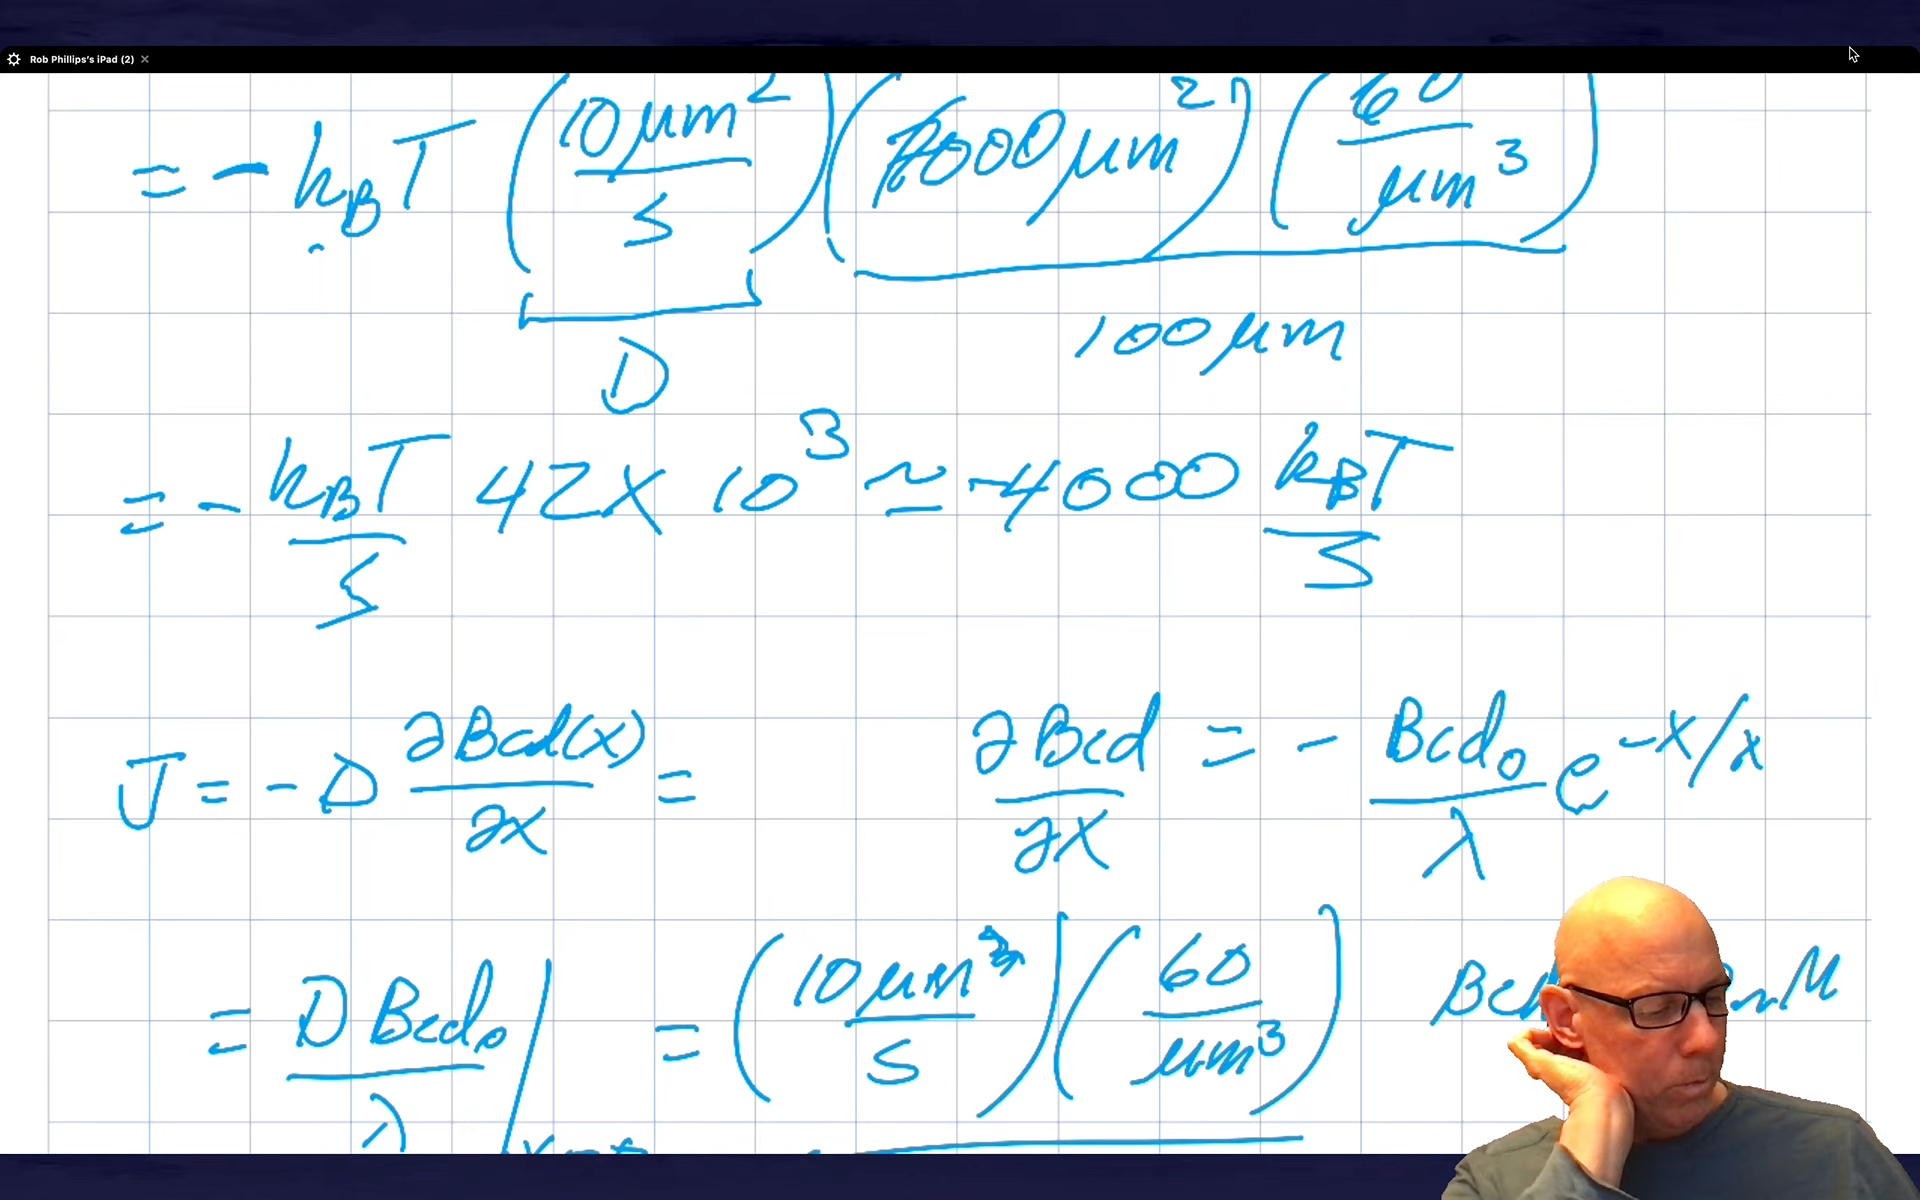 Rob Phillips's iPad (2) ×
= - k_B T (10 μm² / s) (7000 μm²) (60 / μm³)
D
100 μm
= - k_B T / s 42 × 10³ ≃ -4000 k_B T / s
J = - D ∂Bcd(x) / ∂x =
∂Bcd / ∂x = - Bcd₀ / λ e^(-x/λ)
= D Bcd₀ / λ | = (10 μm² / s) (60 / μm³)
nM